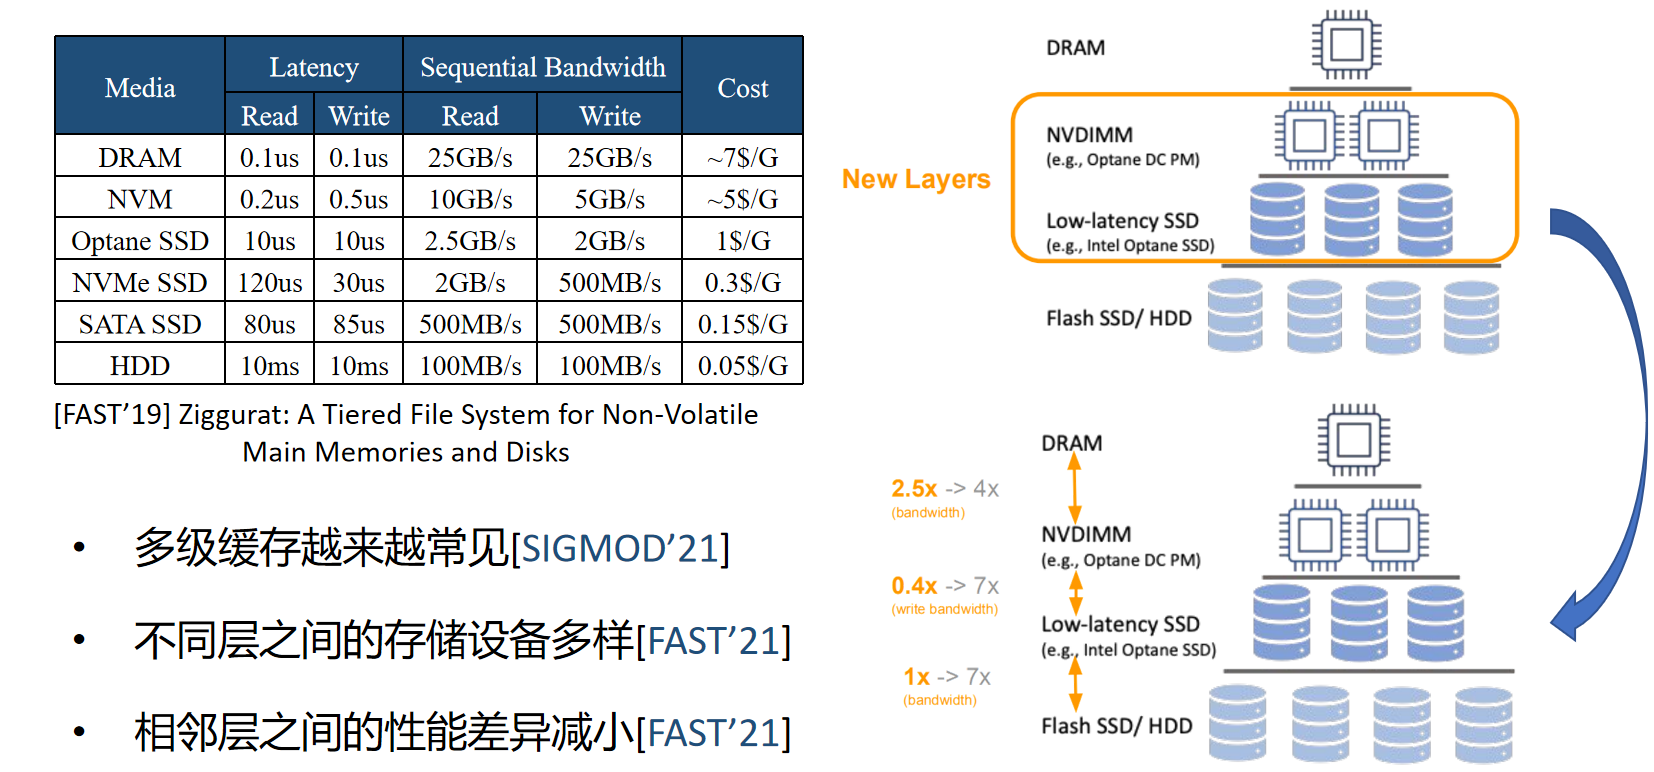 Media Latency Sequential Bandwidth Cost
Read Write Read Write
DRAM 0.1us 0.1us 25GB/s 25GB/s ~7$/G
NVM 0.2us 0.5us 10GB/s 5GB/s ~5$/G
Optane SSD 10us 10us 2.5GB/s 2GB/s 1$/G
NVMe SSD 120us 30us 2GB/s 500MB/s 0.3$/G
SATA SSD 80us 85us 500MB/s 500MB/s 0.15$/G
HDD 10ms 10ms 100MB/s 100MB/s 0.05$/G
[FAST’19] Ziggurat: A Tiered File System for Non-Volatile
Main Memories and Disks
• 多级缓存越来越常见[SIGMOD’21]
• 不同层之间的存储设备多样[FAST’21]
• 相邻层之间的性能差异减小[FAST’21]
DRAM
New Layers
NVDIMM
(e.g., Optane DC PM)
Low-latency SSD
(e.g., Intel Optane SSD)
Flash SSD/ HDD
DRAM
2.5x -> 4x
(bandwidth)
NVDIMM
(e.g., Optane DC PM)
0.4x -> 7x
(write bandwidth)
Low-latency SSD
(e.g., Intel Optane SSD)
1x -> 7x
(bandwidth)
Flash SSD/ HDD